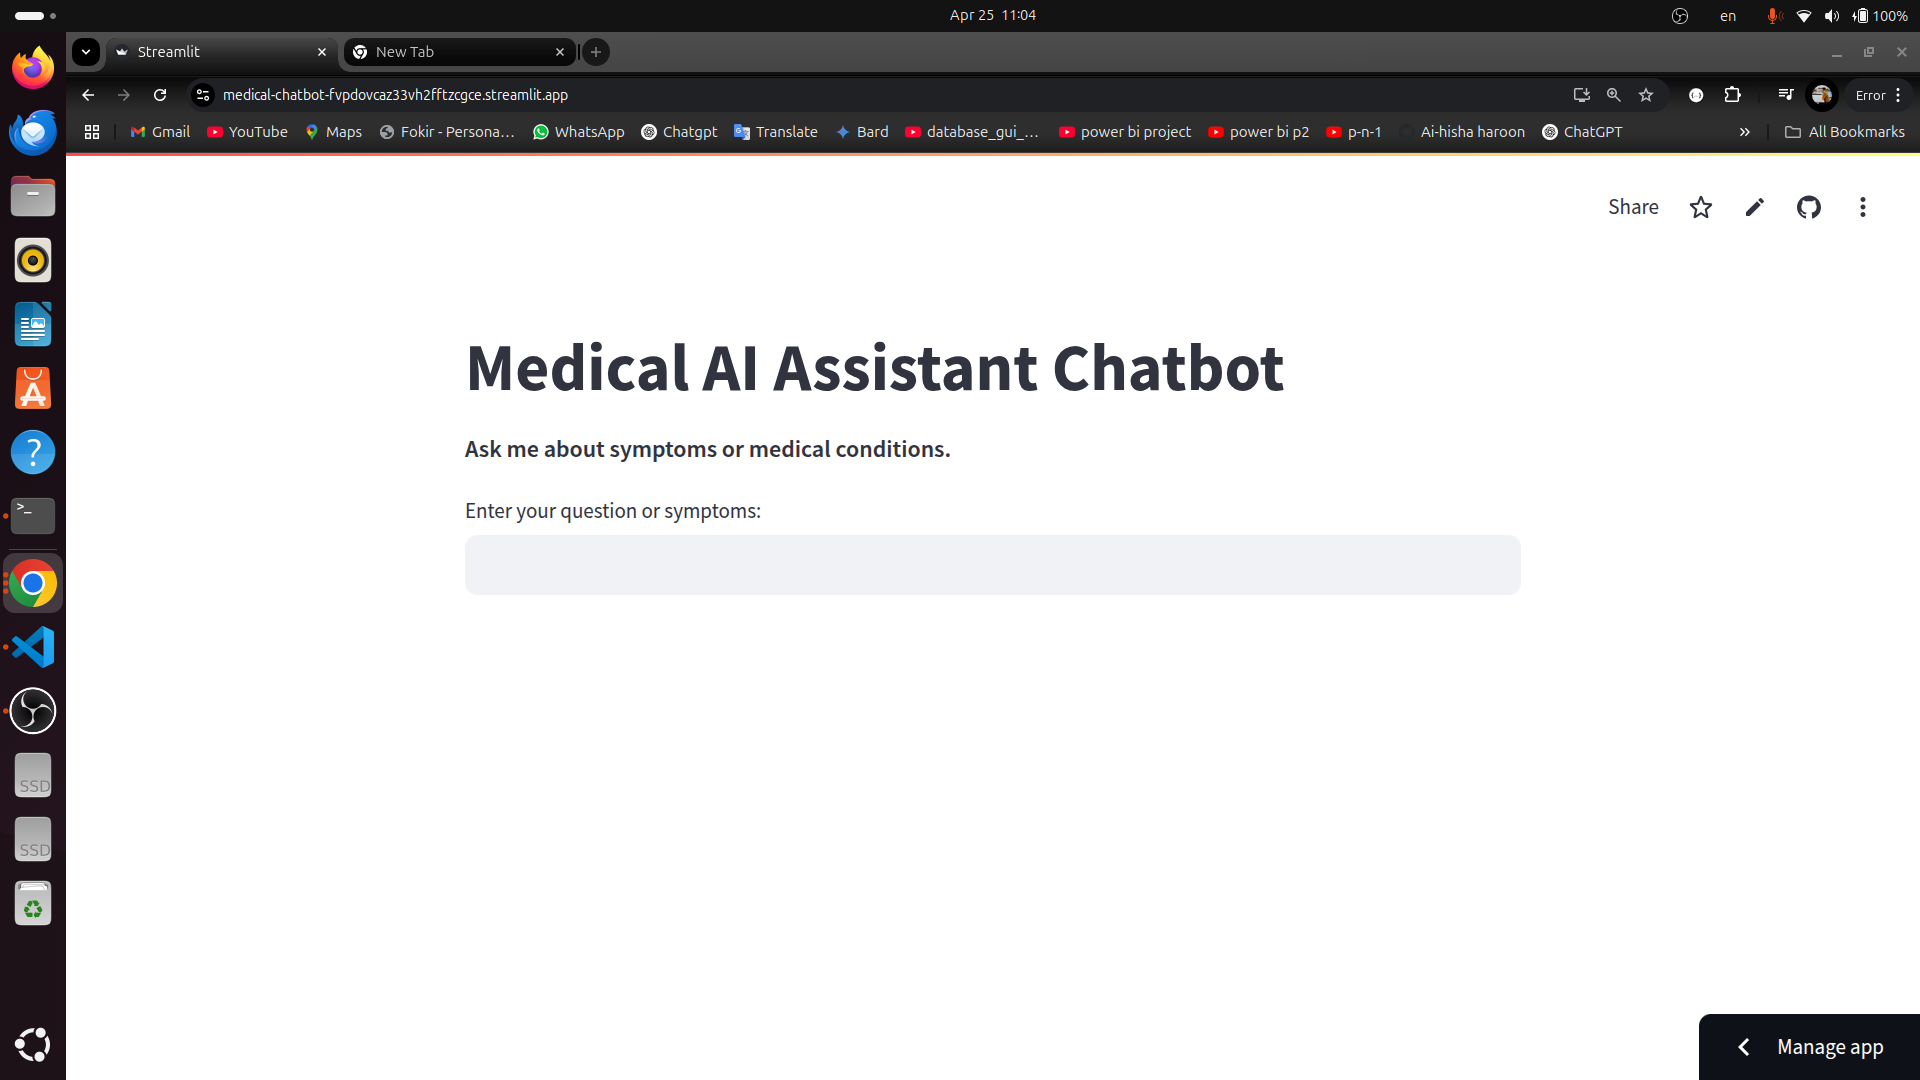 Apr 25 11:04
en
100%
Streamlit
New Tab
medical-chatbot-fvpdovcaz33vh2fftzcgce.streamlit.app
Error
Gmail
YouTube
Maps
Fokir - Persona...
WhatsApp
Chatgpt
Translate
Bard
database_gui_...
power bi project
power bi p2
p-n-1
Ai-hisha haroon
ChatGPT
»
All Bookmarks
Share
Medical AI Assistant Chatbot
Ask me about symptoms or medical conditions.
Enter your question or symptoms:
SSD
SSD
Manage app